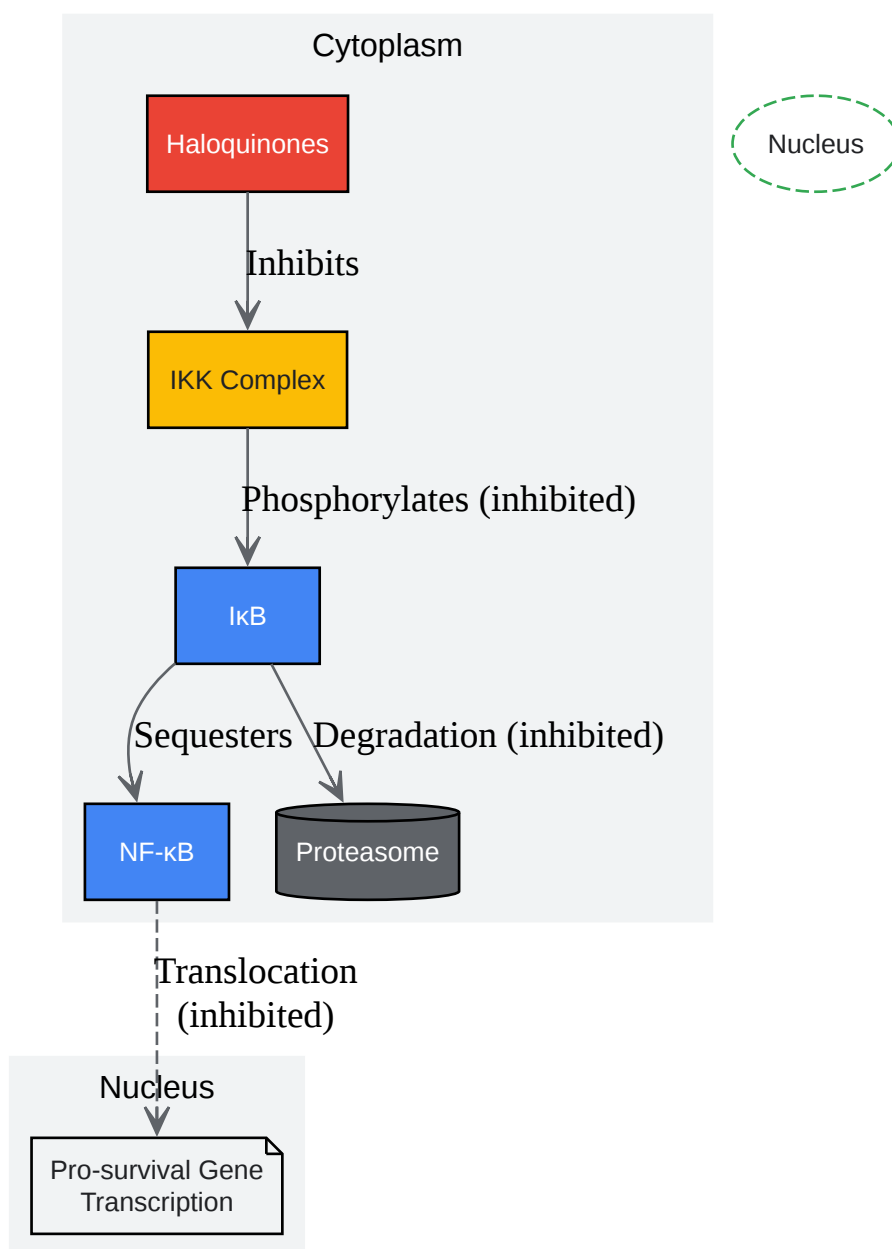 Cytoplasm
Haloquinones
Nucleus
Inhibits
IKK Complex
Phosphorylates (inhibited)
IκB
Sequesters
Degradation (inhibited)
NF-κB
Proteasome
Translocation
(inhibited)
Nucleus
Pro-survival Gene
Transcription